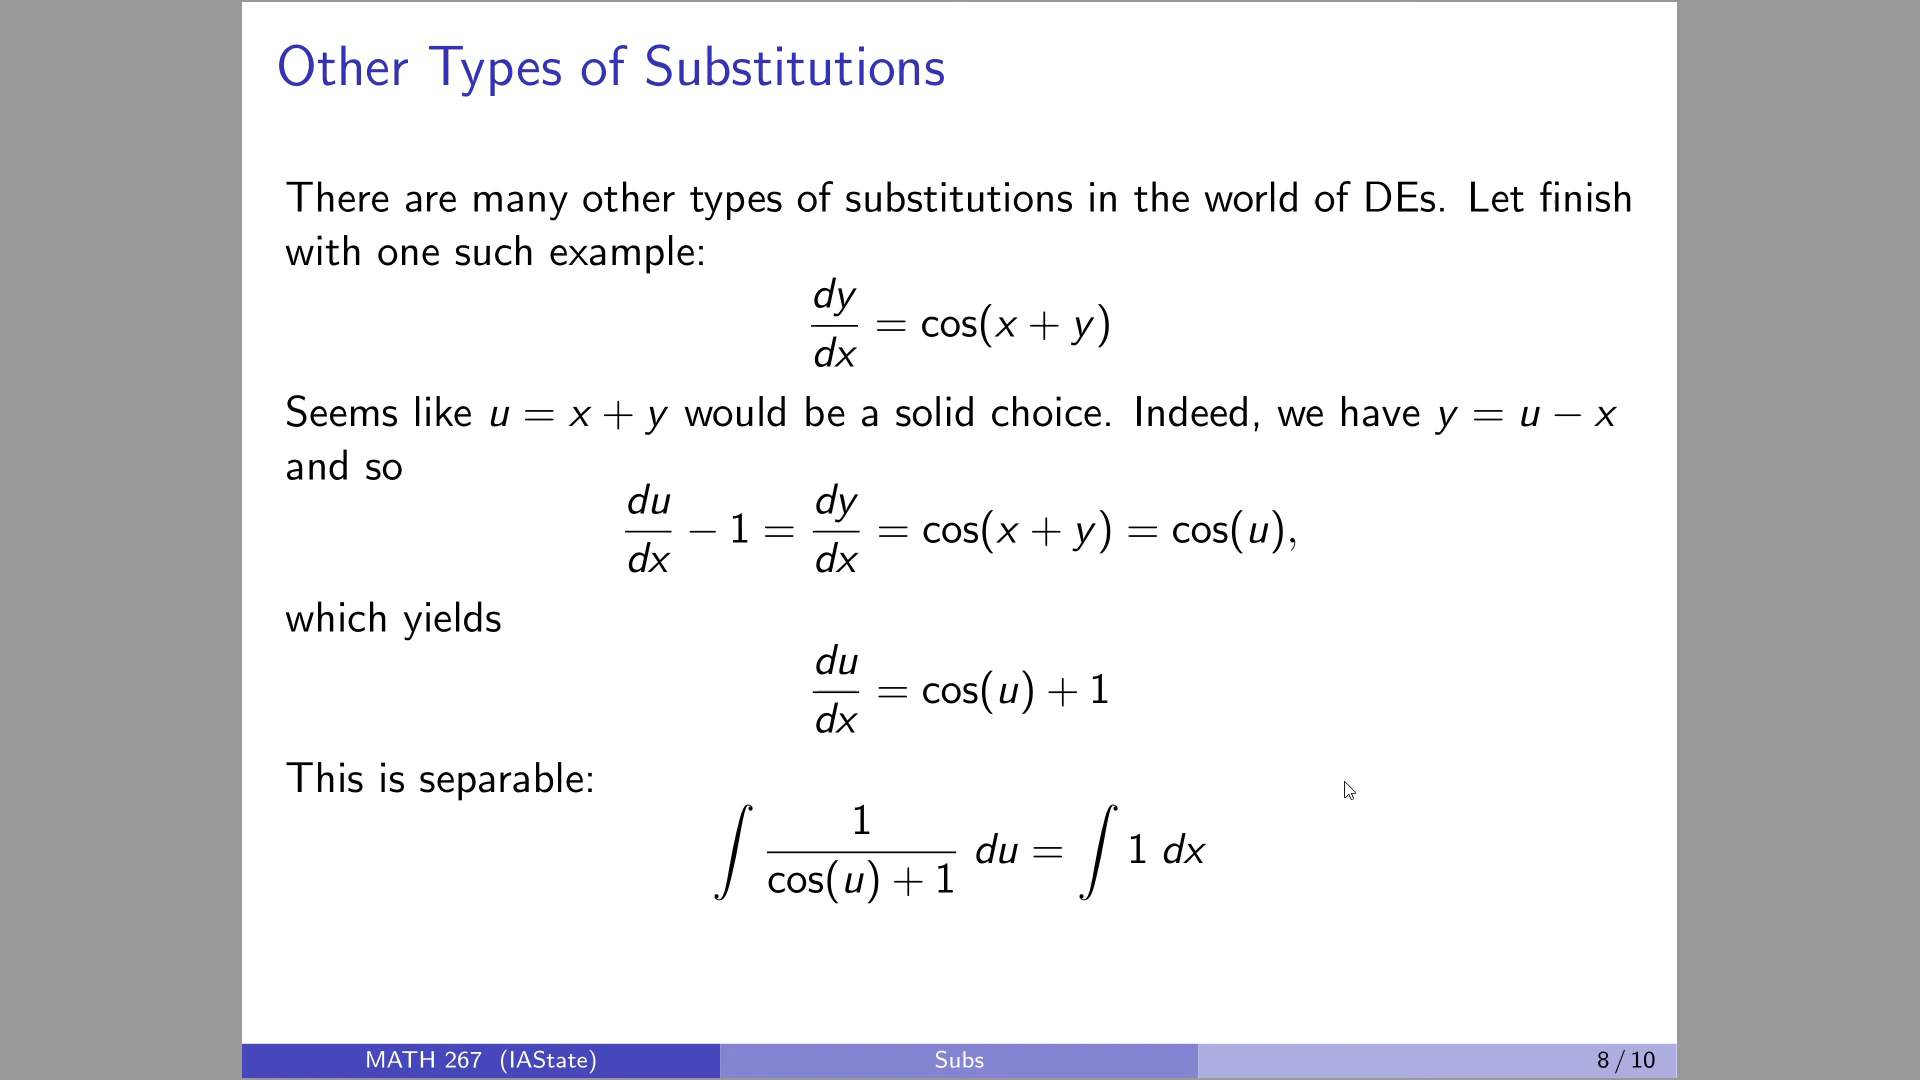 Other Types of Substitutions
There are many other types of substitutions in the world of DEs. Let finish
with one such example:
dy/dx = cos(x + y)
Seems like u = x + y would be a solid choice. Indeed, we have y = u − x
and so
du/dx − 1 = dy/dx = cos(x + y) = cos(u),
which yields
du/dx = cos(u) + 1
This is separable:
∫ 1/(cos(u) + 1) du = ∫ 1 dx
MATH 267 (IAState) Subs 8 / 10